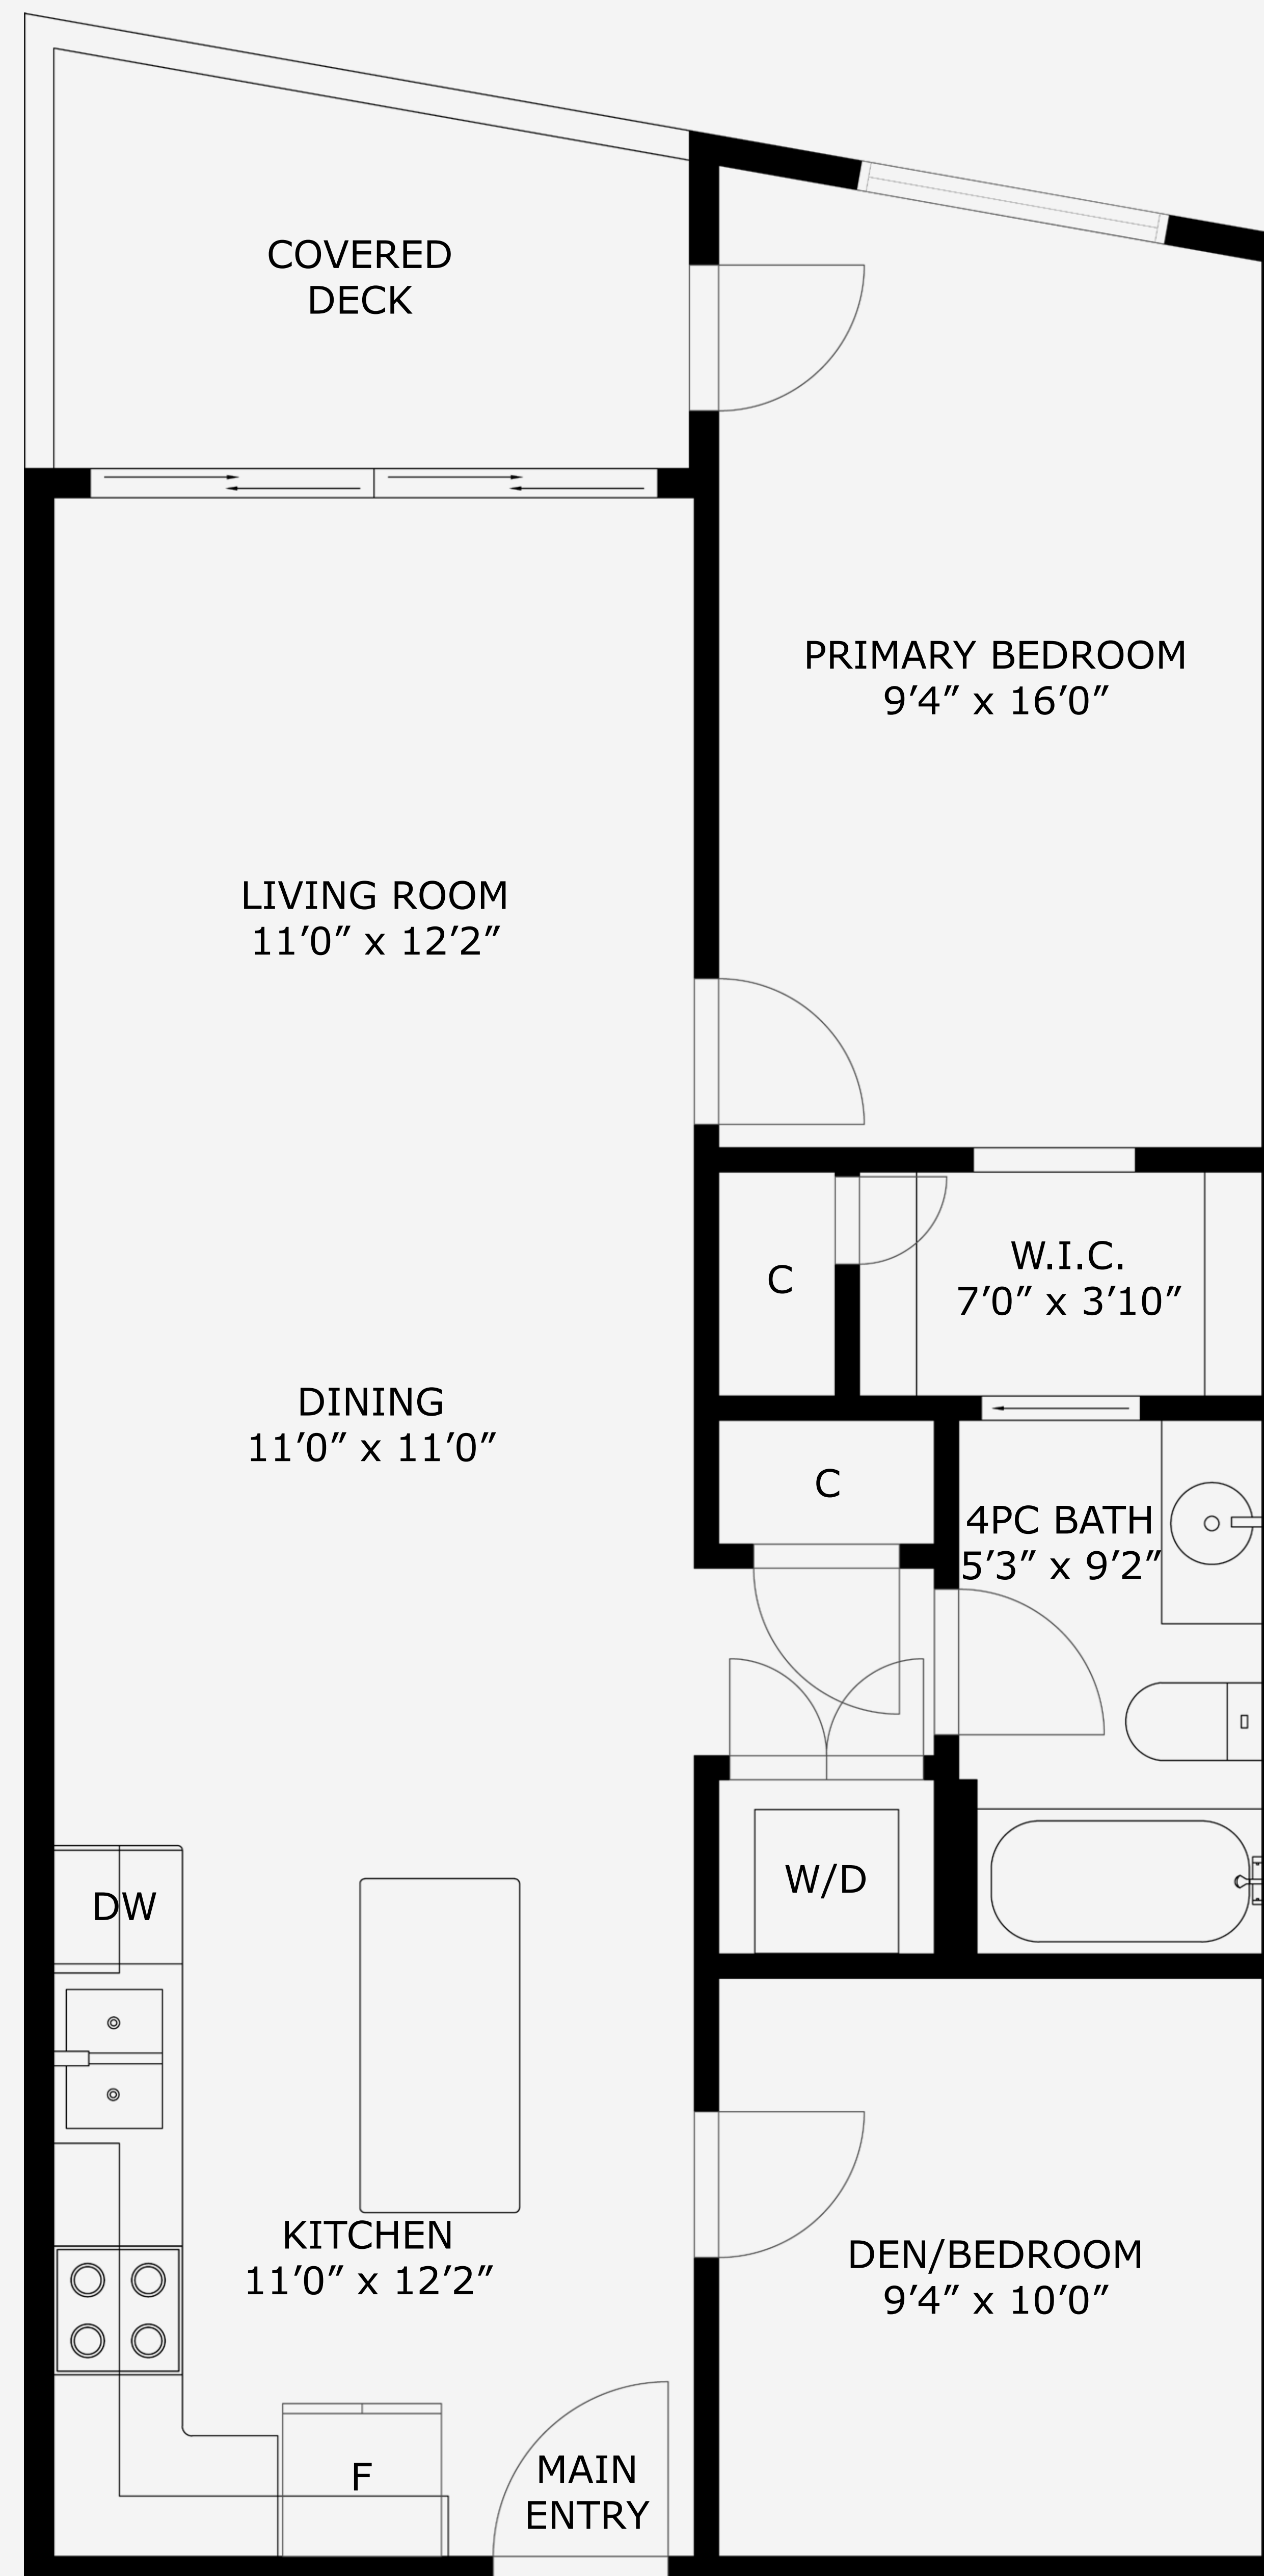 COVERED
DECK
PRIMARY BEDROOM
9′4″ x 16′0″
LIVING ROOM
11′0″ x 12′2″
C
W.I.C.
7′0″ x 3′10″
DINING
11′0″ x 11′0″
C
4PC BATH
5′3″ x 9′2″
W/D
DW
KITCHEN
11′0″ x 12′2″
DEN/BEDROOM
9′4″ x 10′0″
F
MAIN
ENTRY